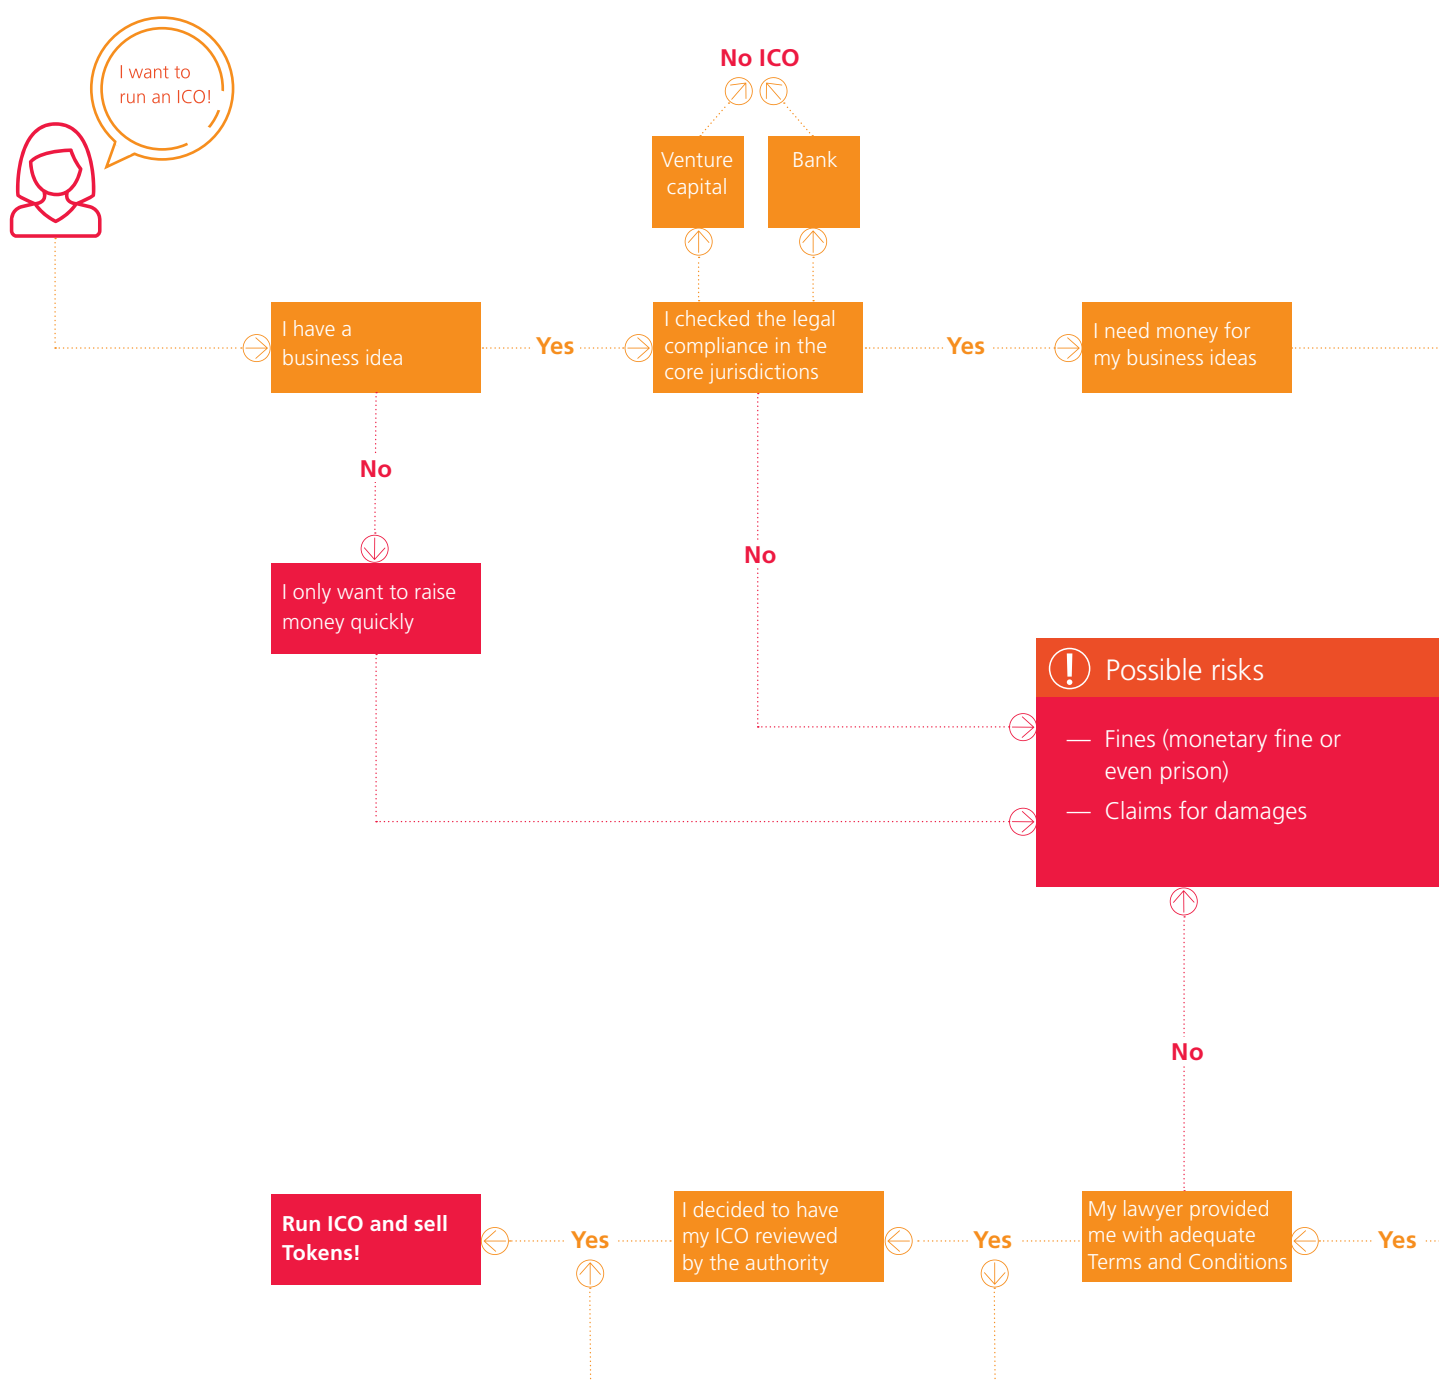 I want to
run an ICO!
No ICO
Venture
capital
Bank
I have a
business idea
Yes
I checked the legal
compliance in the
core jurisdictions
Yes
I need money for
my business ideas
No
No
I only want to raise
money quickly
Possible risks
— Fines (monetary fine or
even prison)
— Claims for damages
No
Run ICO and sell
Tokens!
Yes
I decided to have
my ICO reviewed
by the authority
Yes
My lawyer provided
me with adequate
Terms and Conditions
Yes